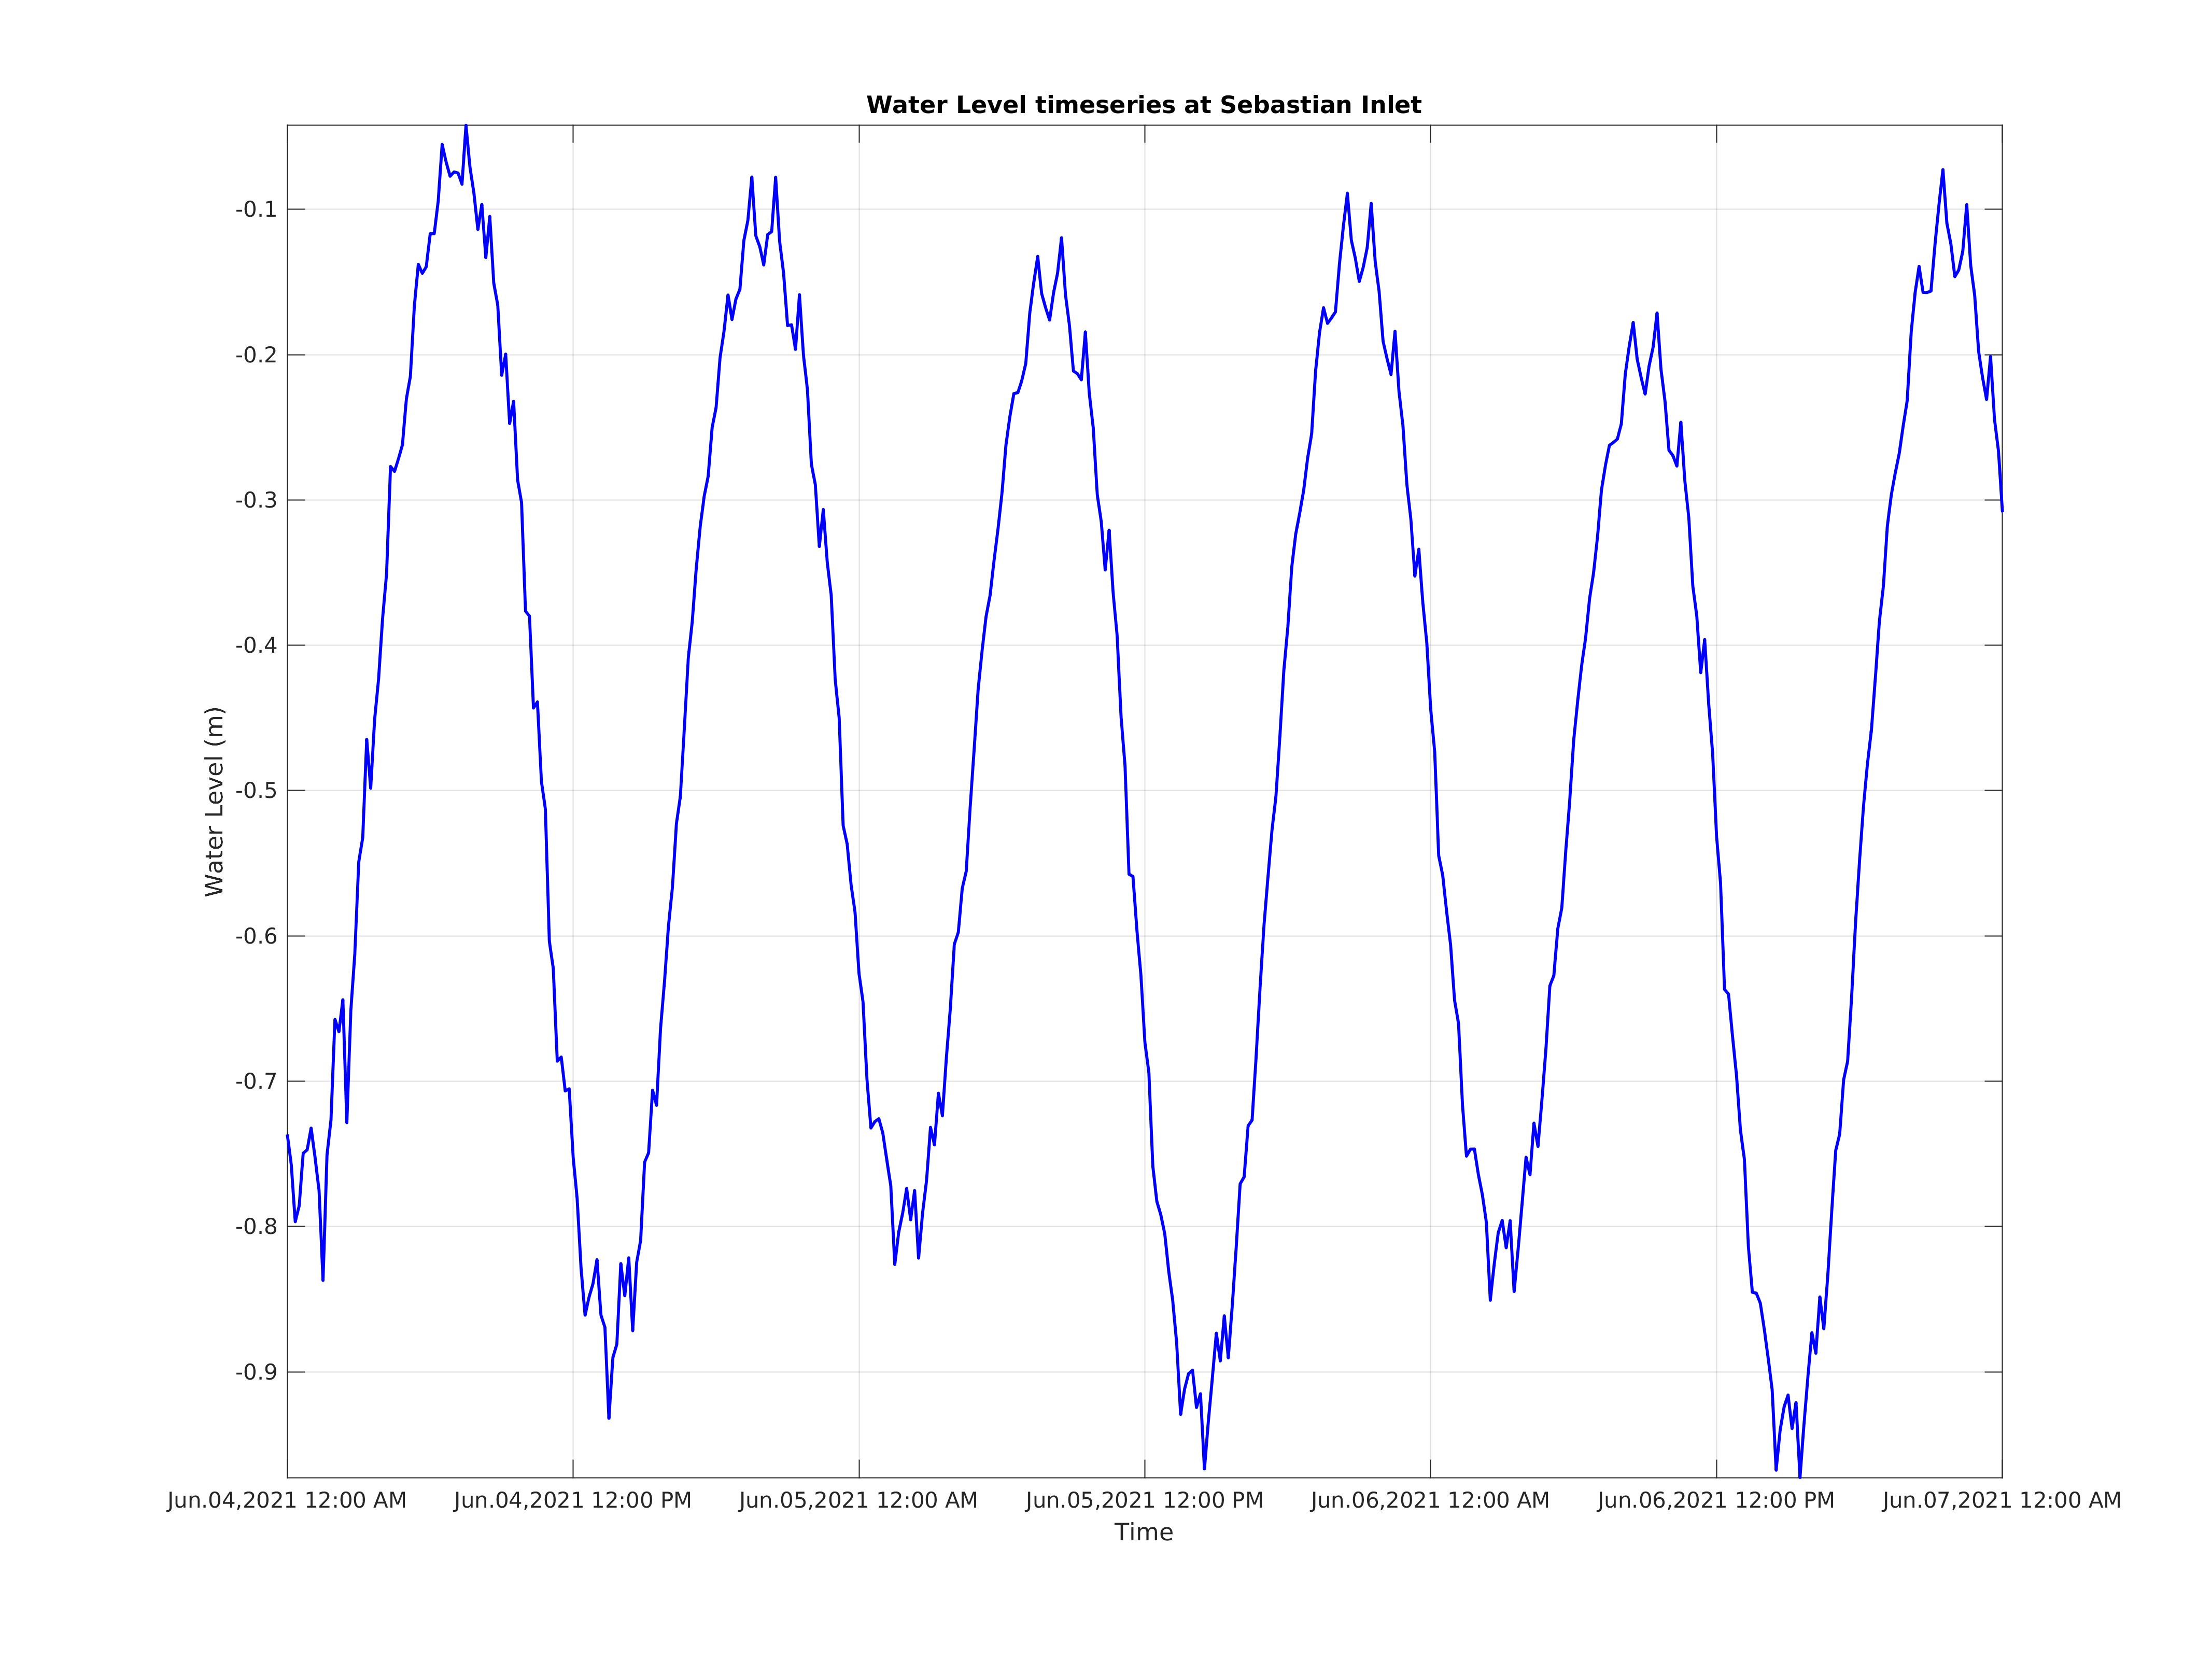 Water Level timeseries at Sebastian Inlet
-0.1
-0.2
-0.3
-0.4
-0.5
-0.6
-0.7
-0.8
-0.9
Water Level (m)
Jun.04,2021 12:00 AM Jun.04,2021 12:00 PM Jun.05,2021 12:00 AM Jun.05,2021 12:00 PM Jun.06,2021 12:00 AM Jun.06,2021 12:00 PM Jun.07,2021 12:00 AM
Time